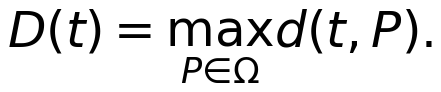 D(t) = max d(t, P).
P∈Ω